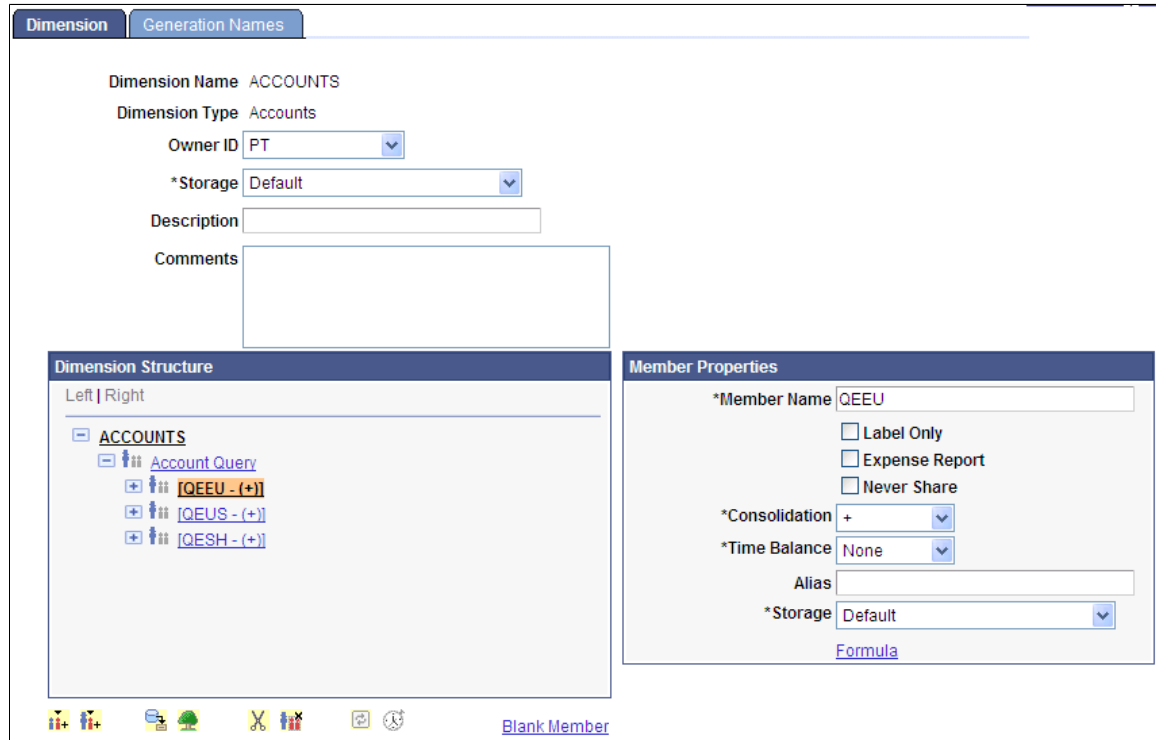 Dimension Generation Names
Dimension Name ACCOUNTS
Dimension Type Accounts
Owner ID PT
*Storage Default
Description
Comments
Dimension Structure
Left | Right
ACCOUNTS
Account Query
[QEEU - (+)]
[QEUS - (+)]
[QESH - (+)]
Blank Member
Member Properties
*Member Name QEEU
Label Only
Expense Report
Never Share
*Consolidation +
*Time Balance None
Alias
*Storage Default
Formula